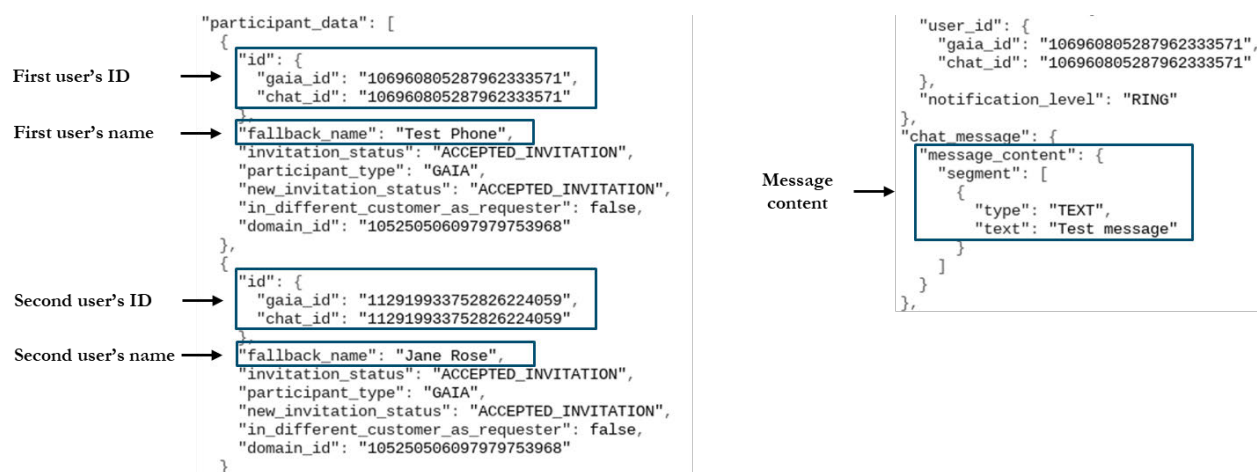 "participant_data": [
{
First user's ID
"id": {
"gaia_id": "106960805287962333571",
"chat_id": "106960805287962333571"
},
First user's name
"fallback_name": "Test Phone",
"invitation_status": "ACCEPTED_INVITATION",
"participant_type": "GAIA",
"new_invitation_status": "ACCEPTED_INVITATION",
"in_different_customer_as_requester": false,
"domain_id": "105250506097979753968"
},
{
Second user's ID
"id": {
"gaia_id": "112919933752826224059",
"chat_id": "112919933752826224059"
},
Second user's name
"fallback_name": "Jane Rose",
"invitation_status": "ACCEPTED_INVITATION",
"participant_type": "GAIA",
"new_invitation_status": "ACCEPTED_INVITATION",
"in_different_customer_as_requester": false,
"domain_id": "105250506097979753968"
}
"user_id": {
"gaia_id": "106960805287962333571",
"chat_id": "106960805287962333571"
},
"notification_level": "RING"
},
"chat_message": {
Message
content
"message_content": {
"segment": [
{
"type": "TEXT",
"text": "Test message"
}
]
}
},